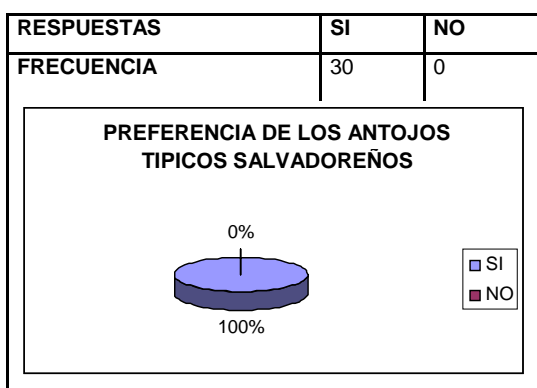 RESPUESTAS SI NO
FRECUENCIA 30 0
PREFERENCIA DE LOS ANTOJOS
TIPICOS SALVADOREÑOS
0%
100%
SI
NO